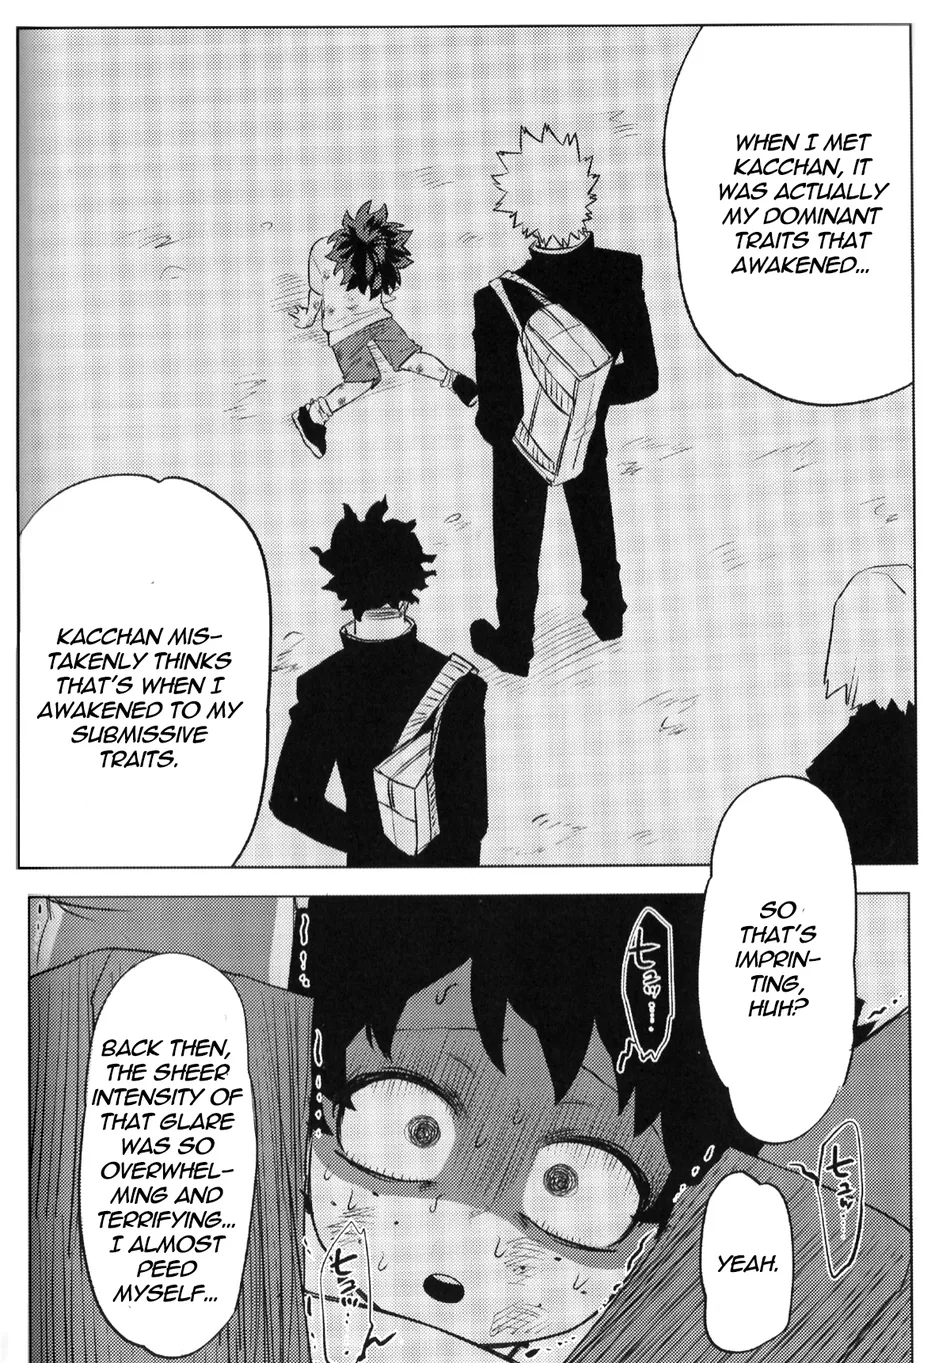 WHEN I MET
KACCHAN, IT
WAS ACTUALLY
MY DOMINANT
TRAITS THAT
AWAKENED...
KACCHAN MIS-
TAKENLY THINKS
THAT'S WHEN I
AWAKENED TO MY
SUBMISSIVE
TRAITS.
SO
THAT'S
IMPRIN-
TING,
HUH?
BACK THEN,
THE SHEER
INTENSITY OF
THAT GLARE
WAS SO
OVERWHEL-
MING AND
TERRIFYING...
I ALMOST
PEED
MYSELF...
YEAH.